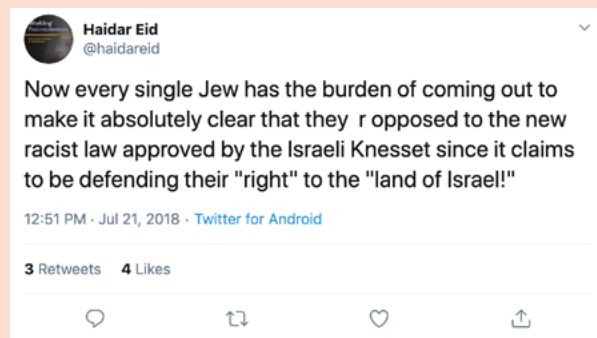 Haidar Eid
@haidareid
Now every single Jew has the burden of coming out to
make it absolutely clear that they r opposed to the new
racist law approved by the Israeli Knesset since it claims
to be defending their "right" to the "land of Israel!"
12:51 PM · Jul 21, 2018 · Twitter for Android
3 Retweets 4 Likes